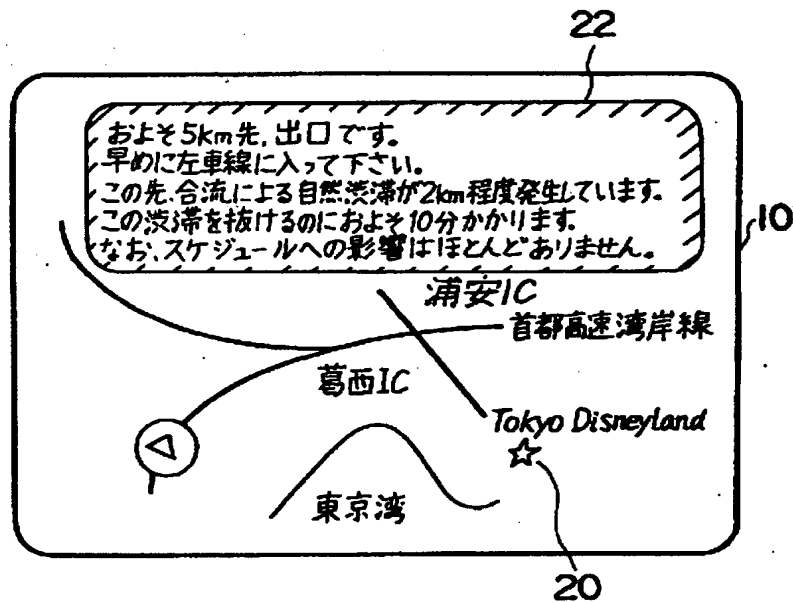 22
およそ5km先,出口です。
早めに左車線に入って下さい。
この先、合流による自然渋滞が2km程度発生しています。
この渋滞を抜けるのにおよそ10分かかります。
なお、スケジュールへの影響はほとんどありません。
10
浦安IC
首都高速湾岸線
葛西IC
Tokyo Disneyland
東京湾
20